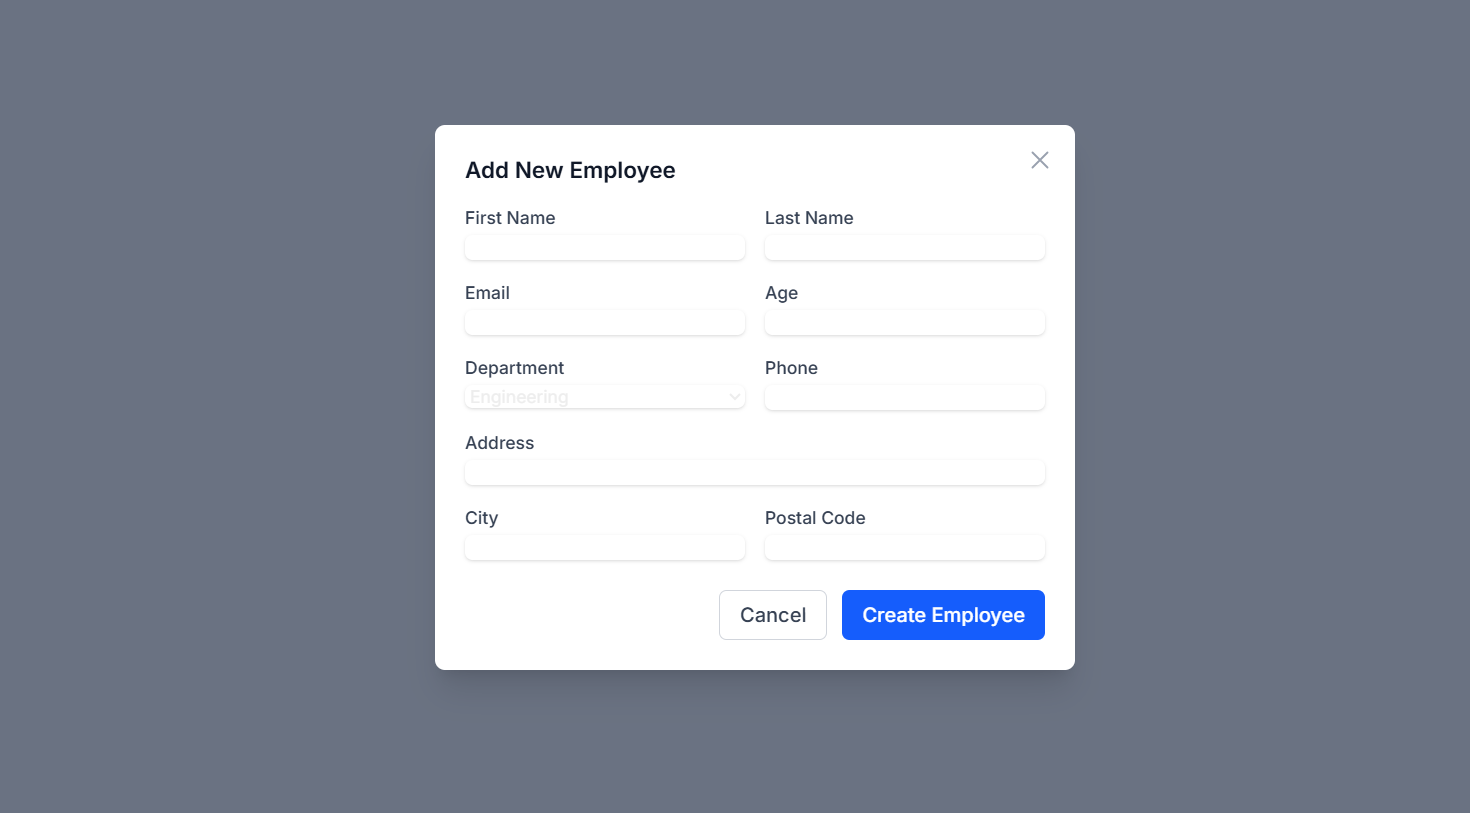 Add New Employee
First Name
Last Name
Email
Age
Department
Phone
Engineering
Address
City
Postal Code
Cancel
Create Employee